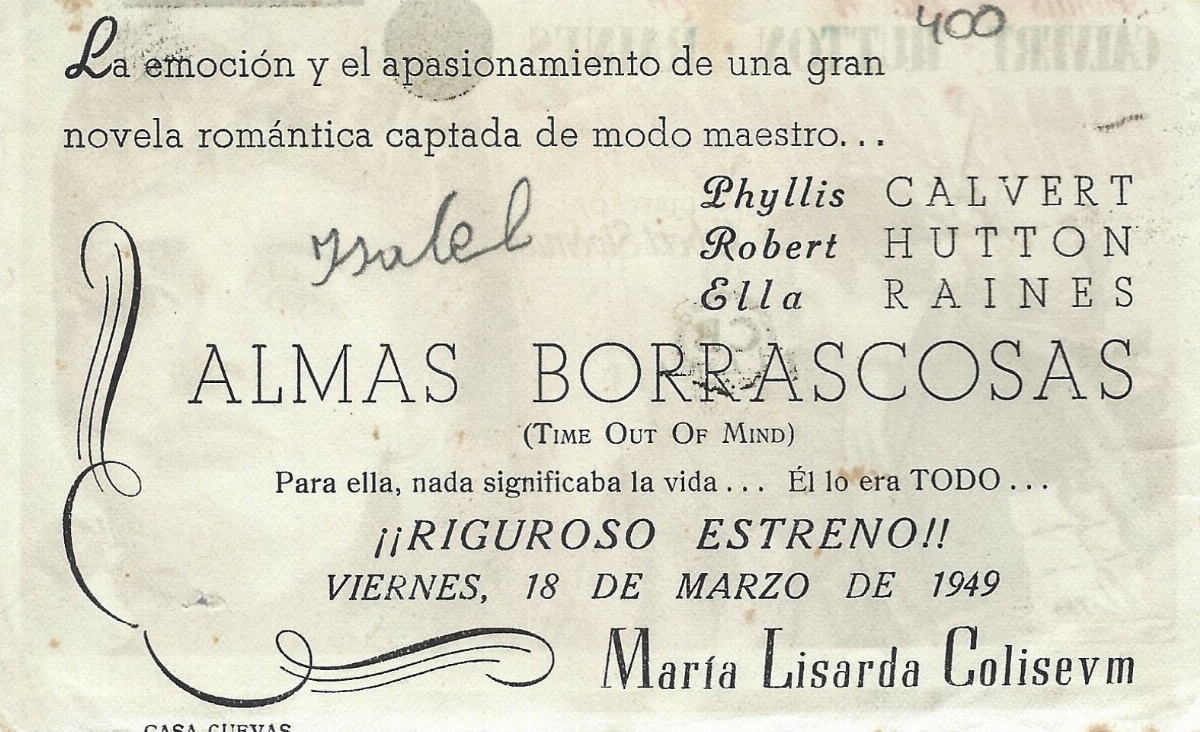 400
La emoción y el apasionamiento de una gran
novela romántica captada de modo maestro...
Phyllis CALVERT
Robert HUTTON
Ella RAINES
Isabel
ALMAS BORRASCOSAS
(TIME OUT OF MIND)
Para ella, nada significaba la vida... Él lo era TODO...
¡¡RIGUROSO ESTRENO!!
VIERNES, 18 DE MARZO DE 1949
María Lisarda Colisevm
CASA CUEVAS